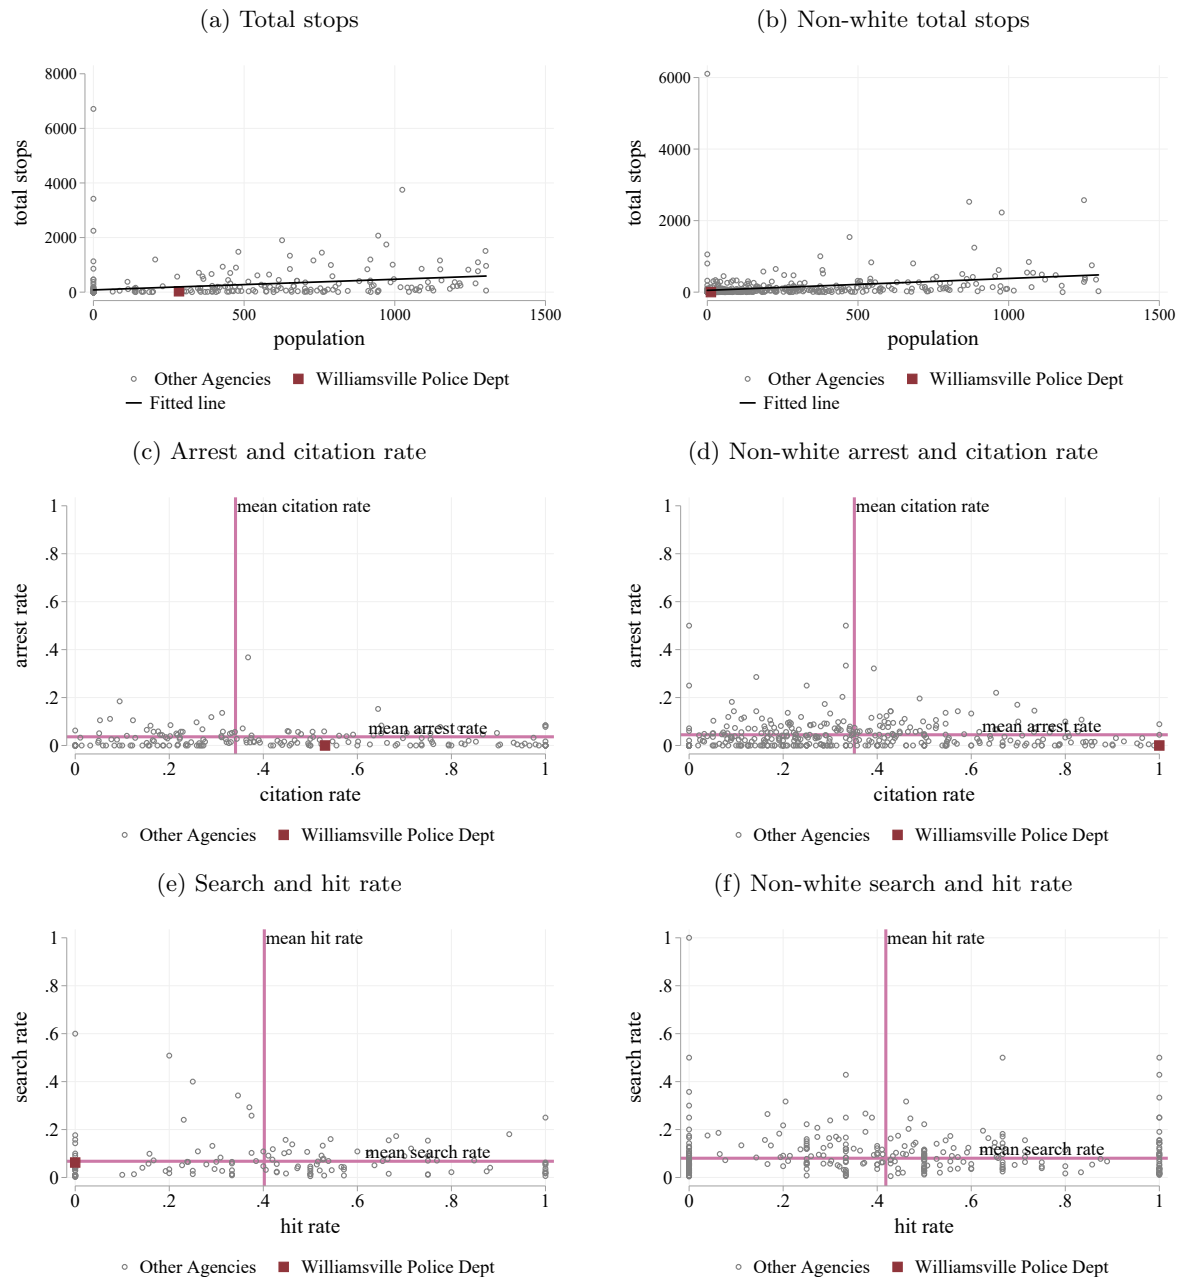 (a) Total stops
total stops
8000
6000
4000
2000
0
0 500 1000 1500
population
Other Agencies Williamsville Police Dept
Fitted line
(b) Non-white total stops
total stops
6000
4000
2000
0
0 500 1000 1500
population
Other Agencies Williamsville Police Dept
Fitted line
(c) Arrest and citation rate
arrest rate
1
.8
.6
.4
.2
0
mean citation rate
mean arrest rate
0 .2 .4 .6 .8 1
citation rate
Other Agencies Williamsville Police Dept
(d) Non-white arrest and citation rate
arrest rate
1
.8
.6
.4
.2
0
mean citation rate
mean arrest rate
0 .2 .4 .6 .8 1
citation rate
Other Agencies Williamsville Police Dept
(e) Search and hit rate
search rate
1
.8
.6
.4
.2
0
mean hit rate
mean search rate
0 .2 .4 .6 .8 1
hit rate
Other Agencies Williamsville Police Dept
(f) Non-white search and hit rate
search rate
1
.8
.6
.4
.2
0
mean hit rate
mean search rate
0 .2 .4 .6 .8 1
hit rate
Other Agencies Williamsville Police Dept